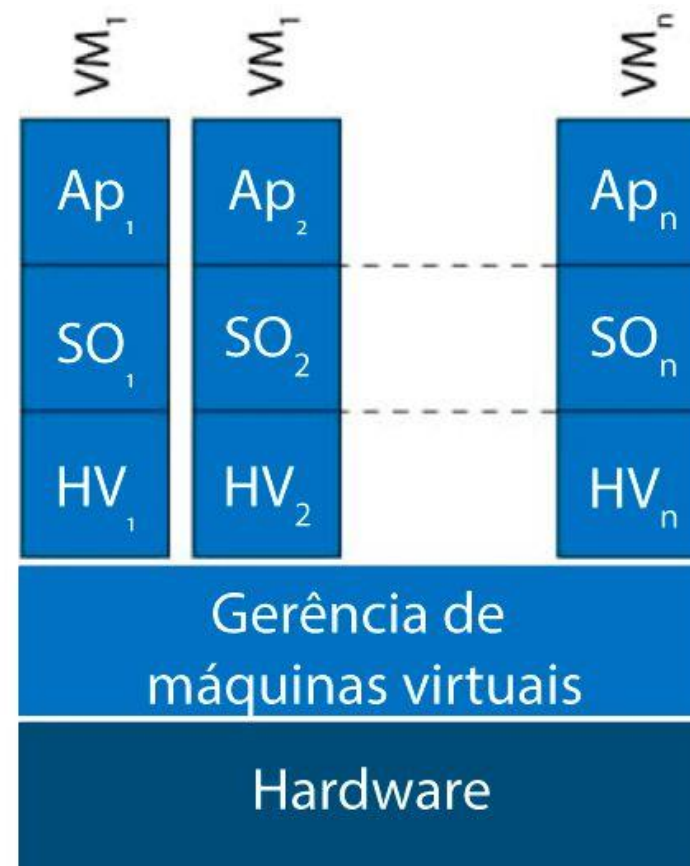 VM₁ VM₁ VMₙ
Ap₁ Ap₂ Apₙ
SO₁ SO₂ SOₙ
HV₁ HV₂ HVₙ
Gerência de
máquinas virtuais
Hardware